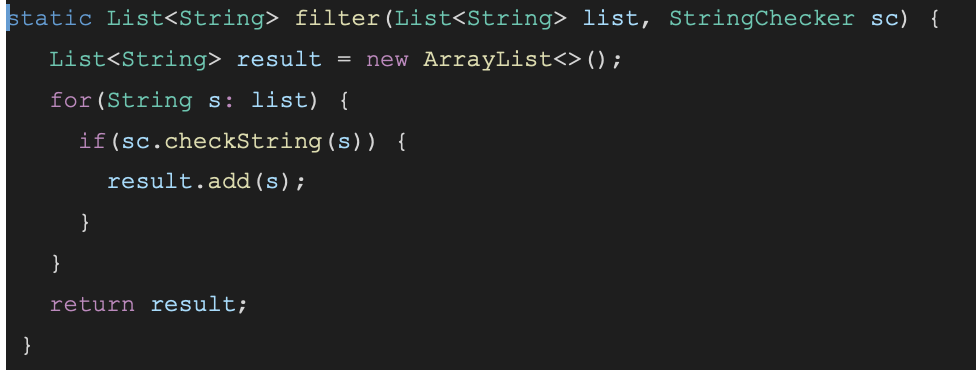 static List<String> filter(List<String> list, StringChecker sc) {
List<String> result = new ArrayList<>();
for(String s: list) {
if(sc.checkString(s)) {
result.add(s);
}
}
return result;
}